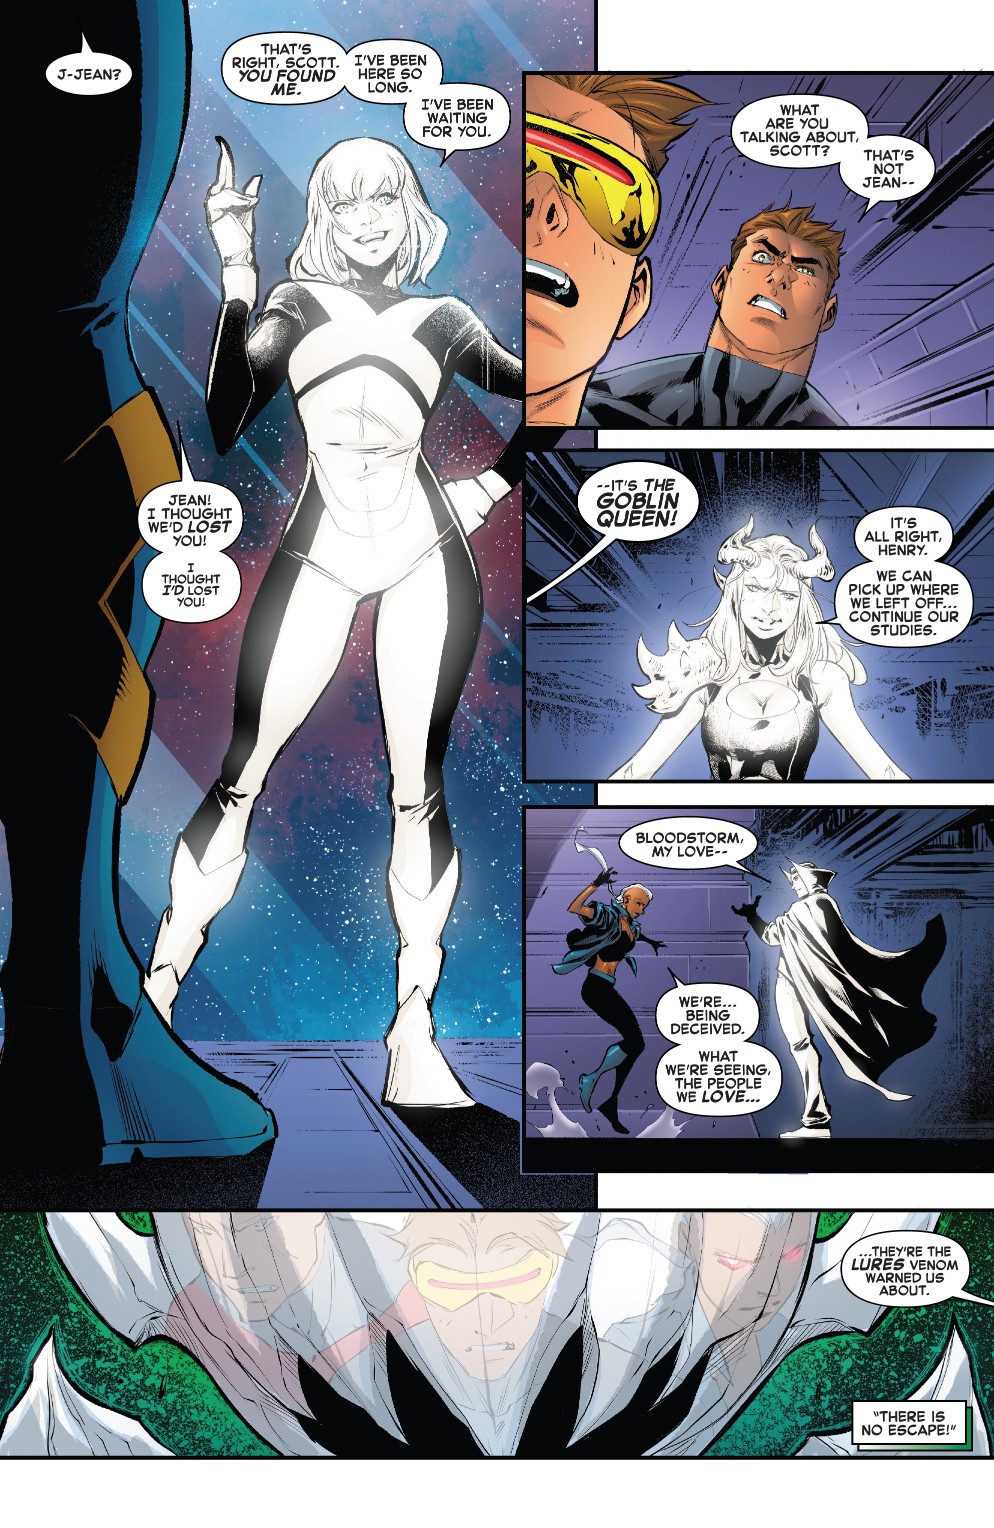 J-JEAN?
THAT'S
RIGHT, SCOTT.
YOU FOUND
ME.
I'VE BEEN
HERE SO
LONG.
I'VE BEEN
WAITING
FOR YOU.
JEAN!
I THOUGHT
WE'D LOST
YOU!
I
THOUGHT
I'D LOST
YOU!
WHAT
ARE YOU
TALKING ABOUT,
SCOTT?
THAT'S
NOT
JEAN--
--IT'S THE
GOBLIN
QUEEN!
IT'S
ALL RIGHT,
HENRY.
WE CAN
PICK UP WHERE
WE LEFT OFF...
CONTINUE OUR
STUDIES.
BLOODSTORM,
MY LOVE--
WE'RE...
BEING
DECEIVED.
WHAT
WE'RE SEEING,
THE PEOPLE
WE LOVE...
...THEY'RE THE
LURES VENOM
WARNED US
ABOUT.
"THERE IS
NO ESCAPE!"